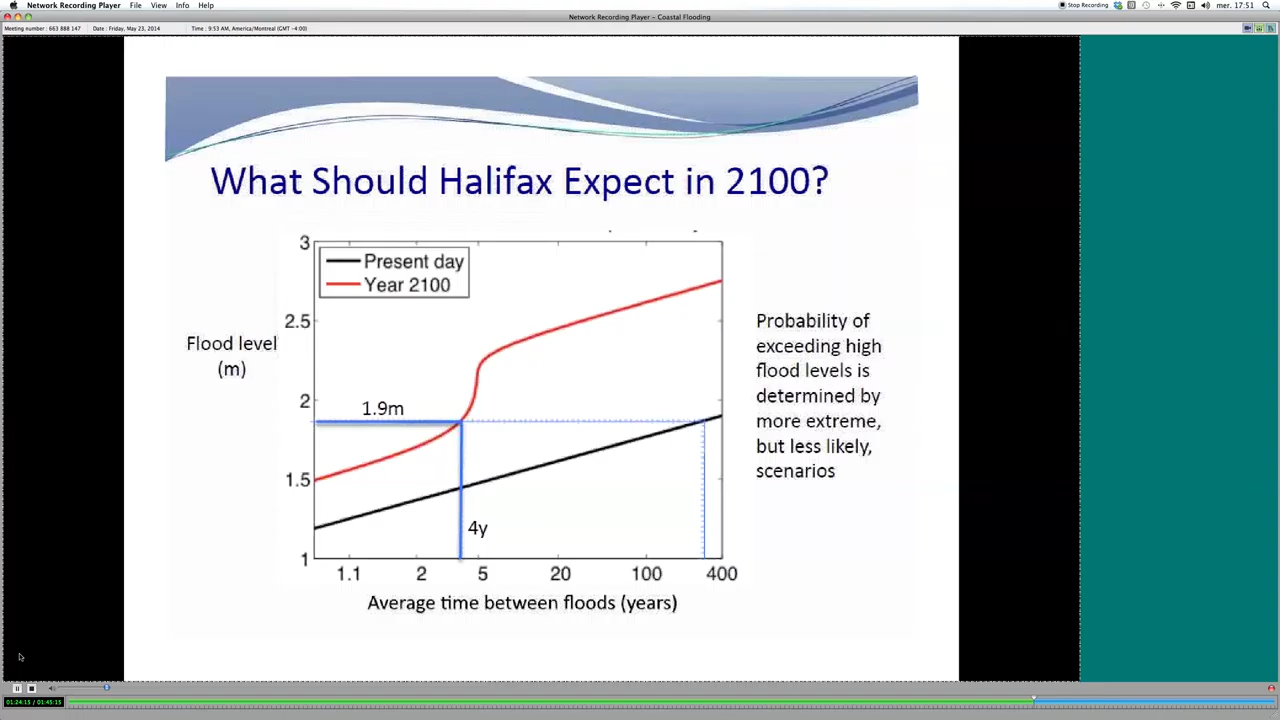 Network Recording Player File View Info Help
Stop Recording mer. 17:51
Network Recording Player – Coastal Flooding
Meeting number : 663 888 147 Date : Friday, May 23, 2014 Time : 9:53 AM, America/Montreal (GMT -4:00)
What Should Halifax Expect in 2100?
3
Present day
Year 2100
2.5
Flood level
(m)
2
1.9m
1.5
4y
1
1.1 2 5 20 100 400
Average time between floods (years)
Probability of
exceeding high
flood levels is
determined by
more extreme,
but less likely,
scenarios
01:24:15 / 01:45:15